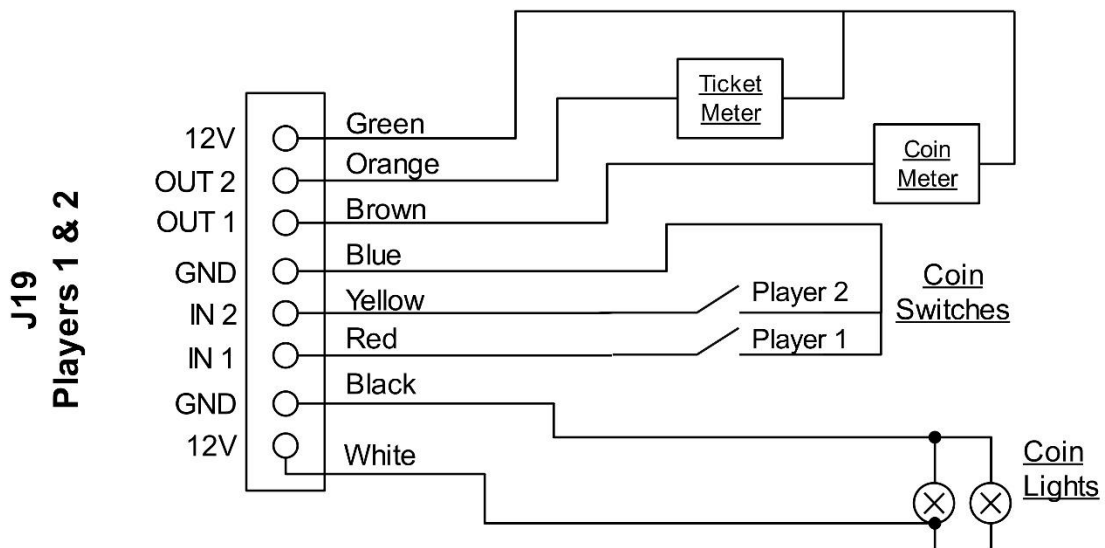 J19
Players 1 & 2
12V
OUT 2
OUT 1
GND
IN 2
IN 1
GND
12V
Green
Orange
Brown
Blue
Yellow
Red
Black
White
Ticket
Meter
Coin
Meter
Player 2
Player 1
Coin
Switches
Coin
Lights